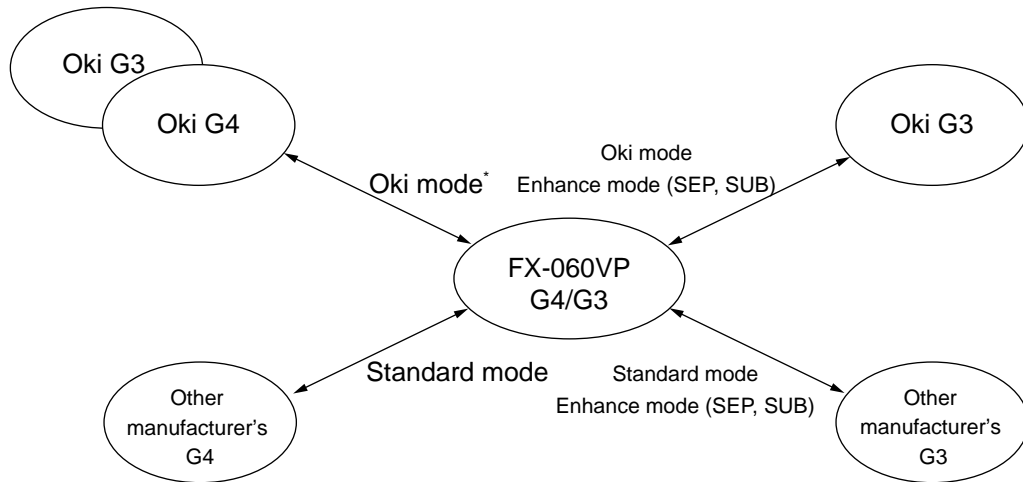 Oki G3
Oki G4
Oki G3
Oki mode*
Oki mode
Enhance mode (SEP, SUB)
FX-060VP
G4/G3
Standard mode
Standard mode
Enhance mode (SEP, SUB)
Other
manufacturer's
G4
Other
manufacturer's
G3